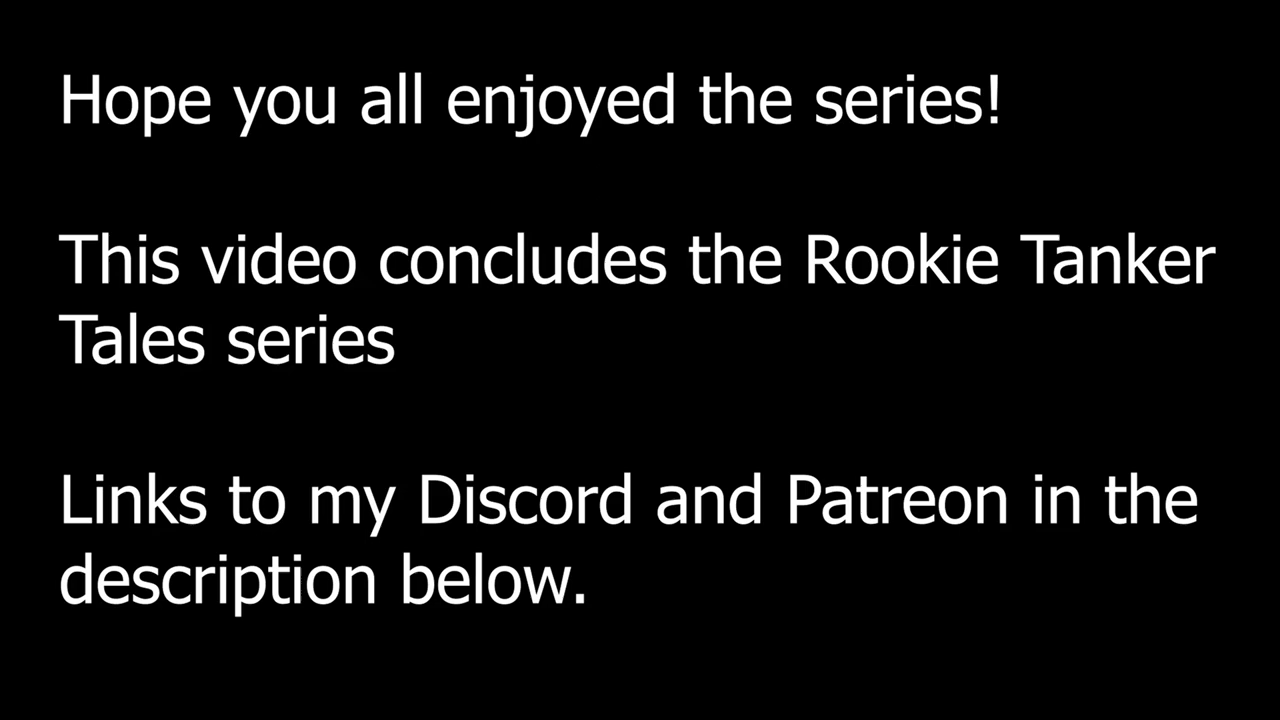 Hope you all enjoyed the series!
This video concludes the Rookie Tanker
Tales series
Links to my Discord and Patreon in the
description below.